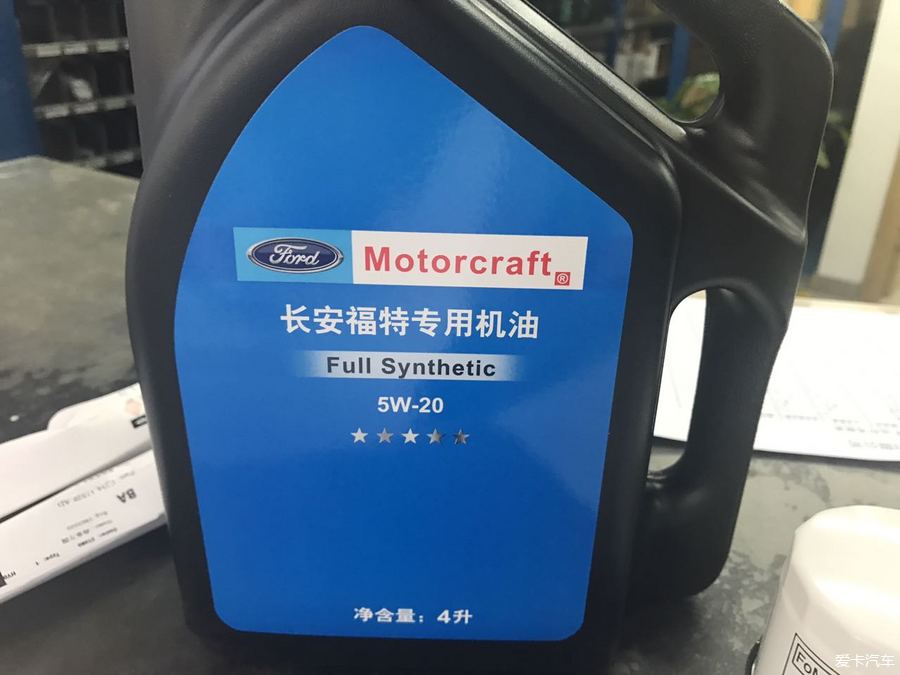 Ford Motorcraft®
长安福特专用机油
Full Synthetic
5W-20
净含量：4升
BA
爱卡汽车